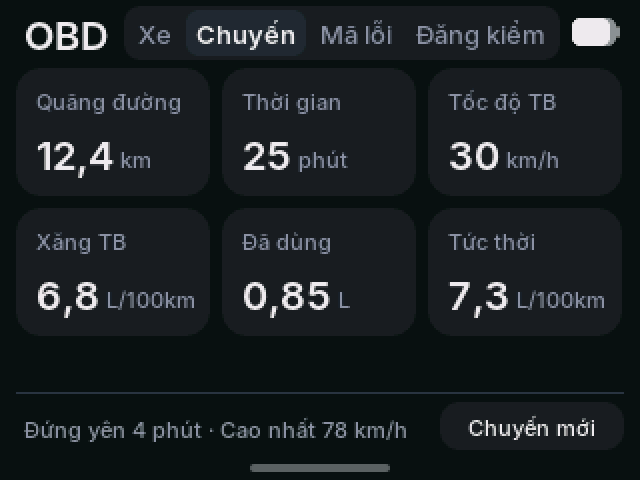 OBD Xe Chuyến Mã lỗi Đăng kiểm
Quãng đường Thời gian Tốc độ TB
12,4 km 25 phút 30 km/h
Xăng TB Đã dùng Tức thời
6,8 L/100km 0,85 L 7,3 L/100km
Đứng yên 4 phút · Cao nhất 78 km/h Chuyến mới